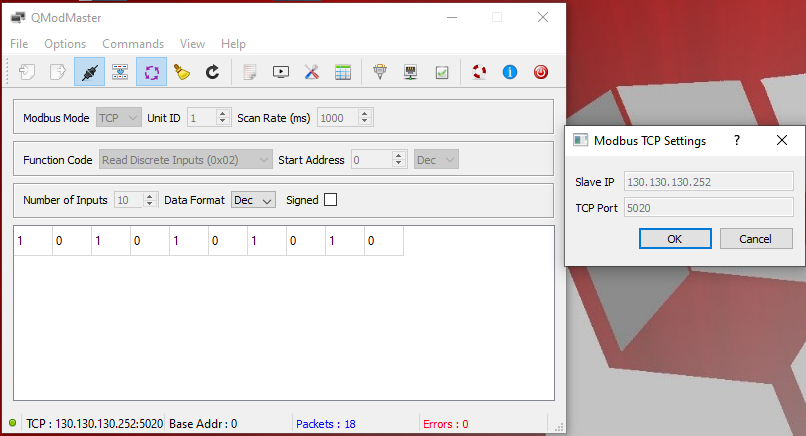 QModMaster
File Options Commands View Help
Modbus Mode TCP Unit ID 1 Scan Rate (ms) 1000
Function Code Read Discrete Inputs (0x02) Start Address 0 Dec
Number of Inputs 10 Data Format Dec Signed
1 0 1 0 1 0 1 0 1 0
TCP : 130.130.130.252:5020 Base Addr : 0 Packets : 18 Errors : 0
Modbus TCP Settings ?
Slave IP 130.130.130.252
TCP Port 5020
OK Cancel